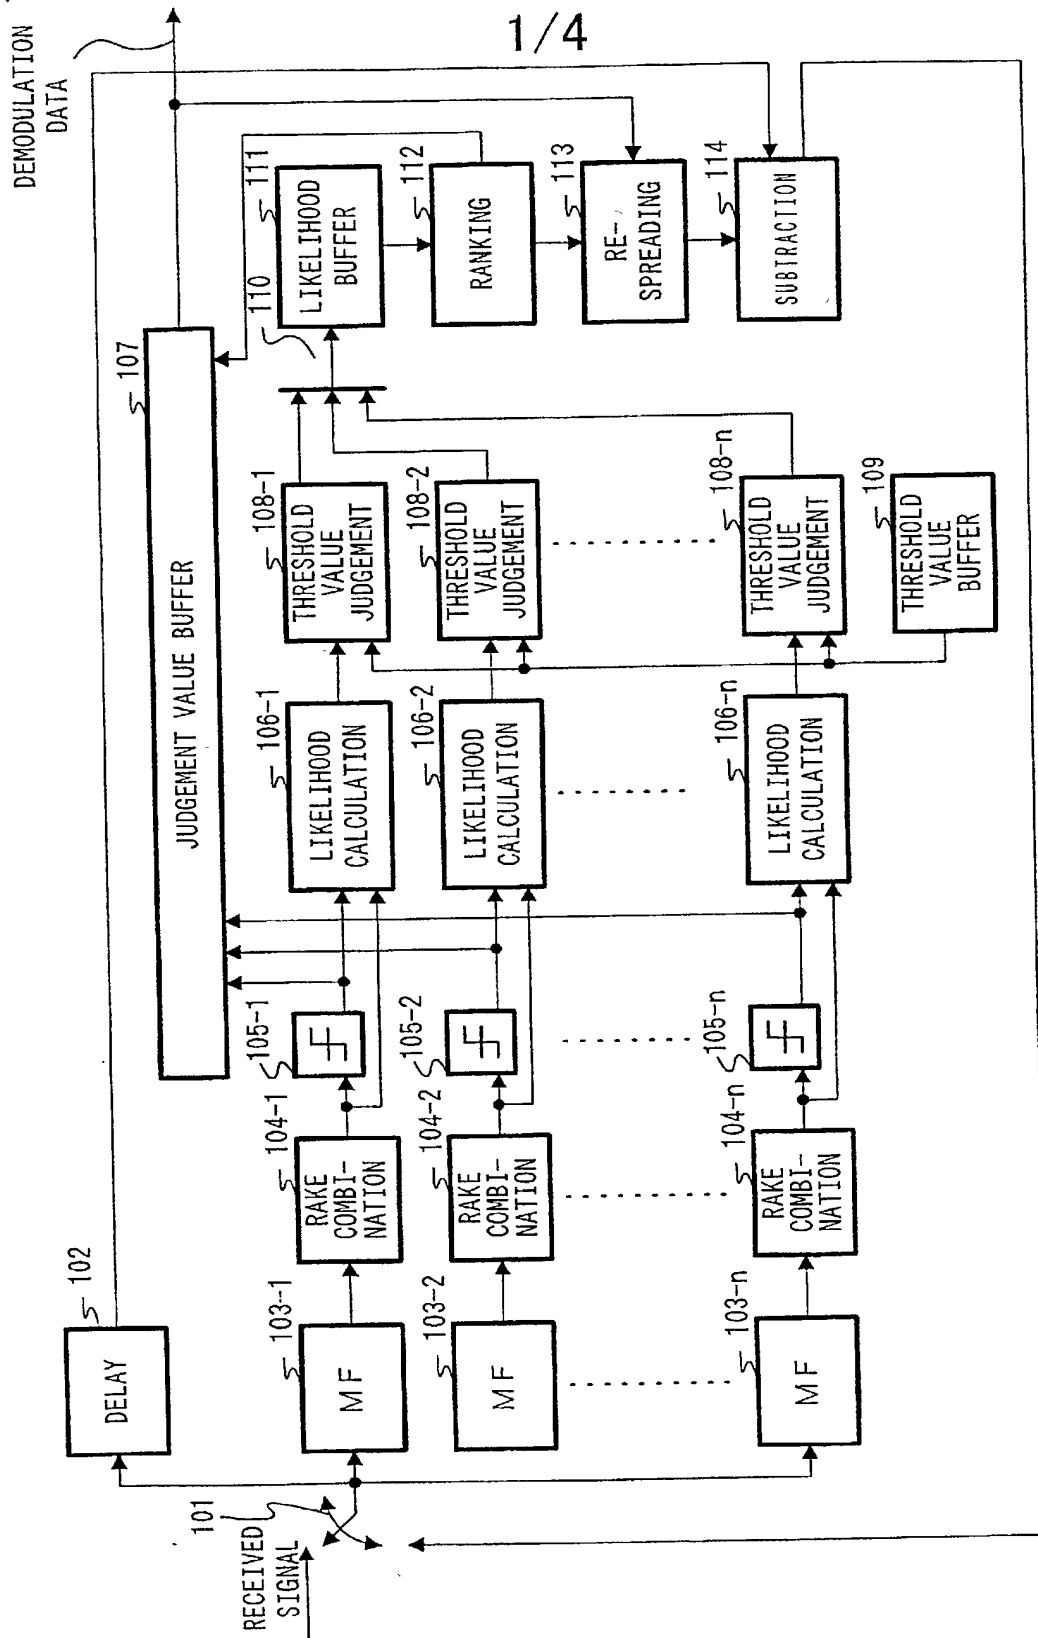 1/4
DEMODULATION
DATA
RECEIVED
SIGNAL
101
DELAY
102
JUDGEMENT VALUE BUFFER
107
MF
103-1
RAKE
COMBI-
NATION
104-1
105-1
LIKELIHOOD
CALCULATION
106-1
THRESHOLD
VALUE
JUDGEMENT
108-1
110
LIKELIHOOD
BUFFER
111
MF
103-2
RAKE
COMBI-
NATION
104-2
105-2
LIKELIHOOD
CALCULATION
106-2
THRESHOLD
VALUE
JUDGEMENT
108-2
RANKING
112
RE-
SPREADING
113
SUBTRACTION
114
MF
103-n
RAKE
COMBI-
NATION
104-n
105-n
LIKELIHOOD
CALCULATION
106-n
THRESHOLD
VALUE
JUDGEMENT
108-n
THRESHOLD
VALUE
BUFFER
109